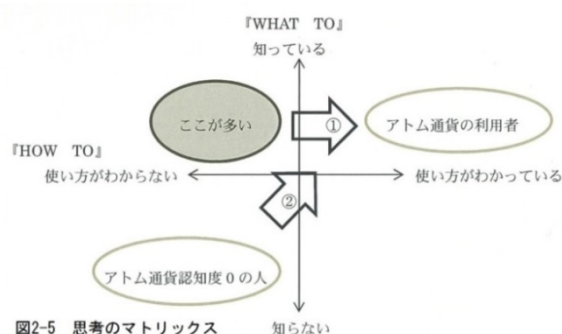 『WHAT TO』
知っている
ここが多い
①
アトム通貨の利用者
『HOW TO』
使い方がわからない
使い方がわかっている
②
アトム通貨認知度0の人
図2-5 思考のマトリックス
知らない